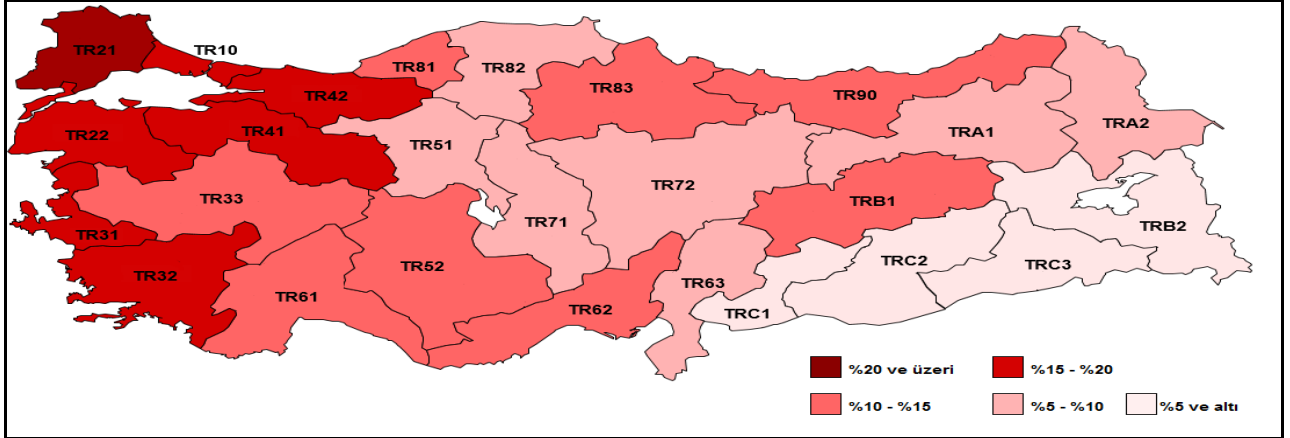 TR21
TR10
TR81
TR82
TR42
TR83
TR90
TR22
TR41
TR51
TRA1
TRA2
TR33
TR72
TRB1
TR31
TR71
TRB2
TR32
TR52
TRC2
TRC3
TR61
TR62
TR63
TRC1
%20 ve üzeri
%15 - %20
%10 - %15
%5 - %10
%5 ve altı